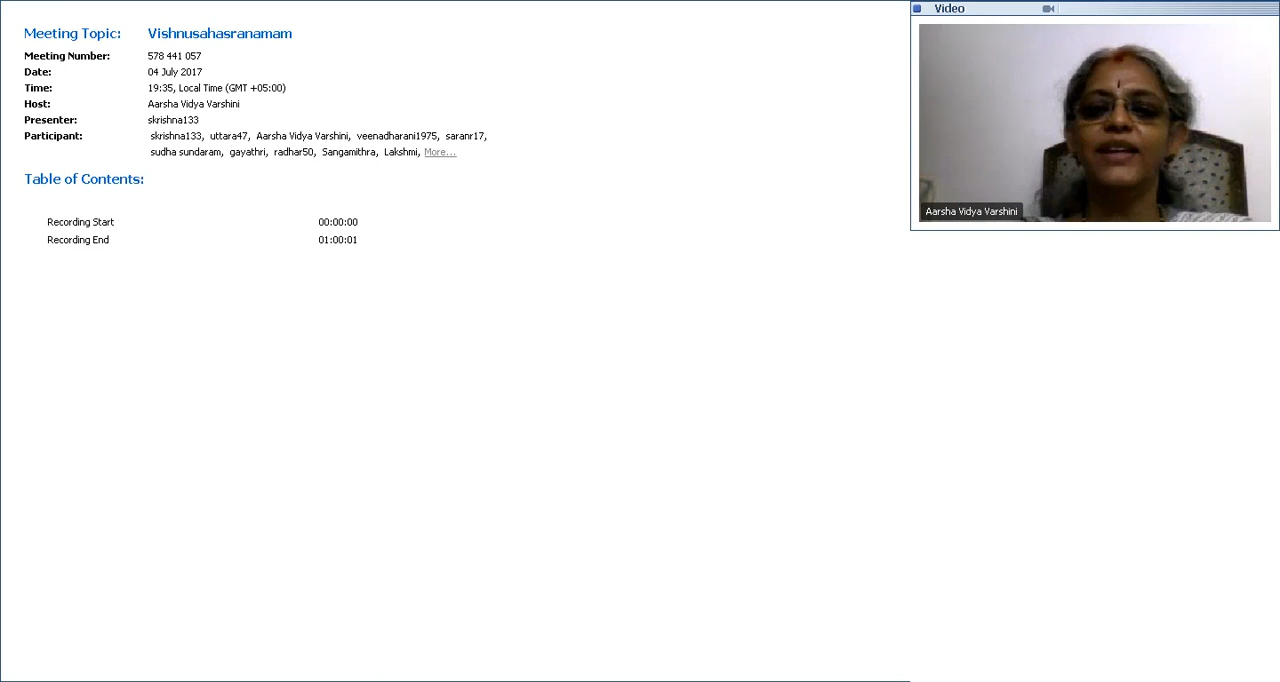 Meeting Topic: Vishnusahasranamam
Meeting Number: 578 441 057
Date: 04 July 2017
Time: 19:35, Local Time (GMT +05:00)
Host: Aarsha Vidya Varshini
Presenter: skrishna133
Participant: skrishna133, uttara47, Aarsha Vidya Varshini, veenadharani1975, saranr17,
sudha sundaram, gayathri, radhar50, Sangamithra, Lakshmi, More...
Table of Contents:
Recording Start 00:00:00
Recording End 01:00:01
Video
Aarsha Vidya Varshini